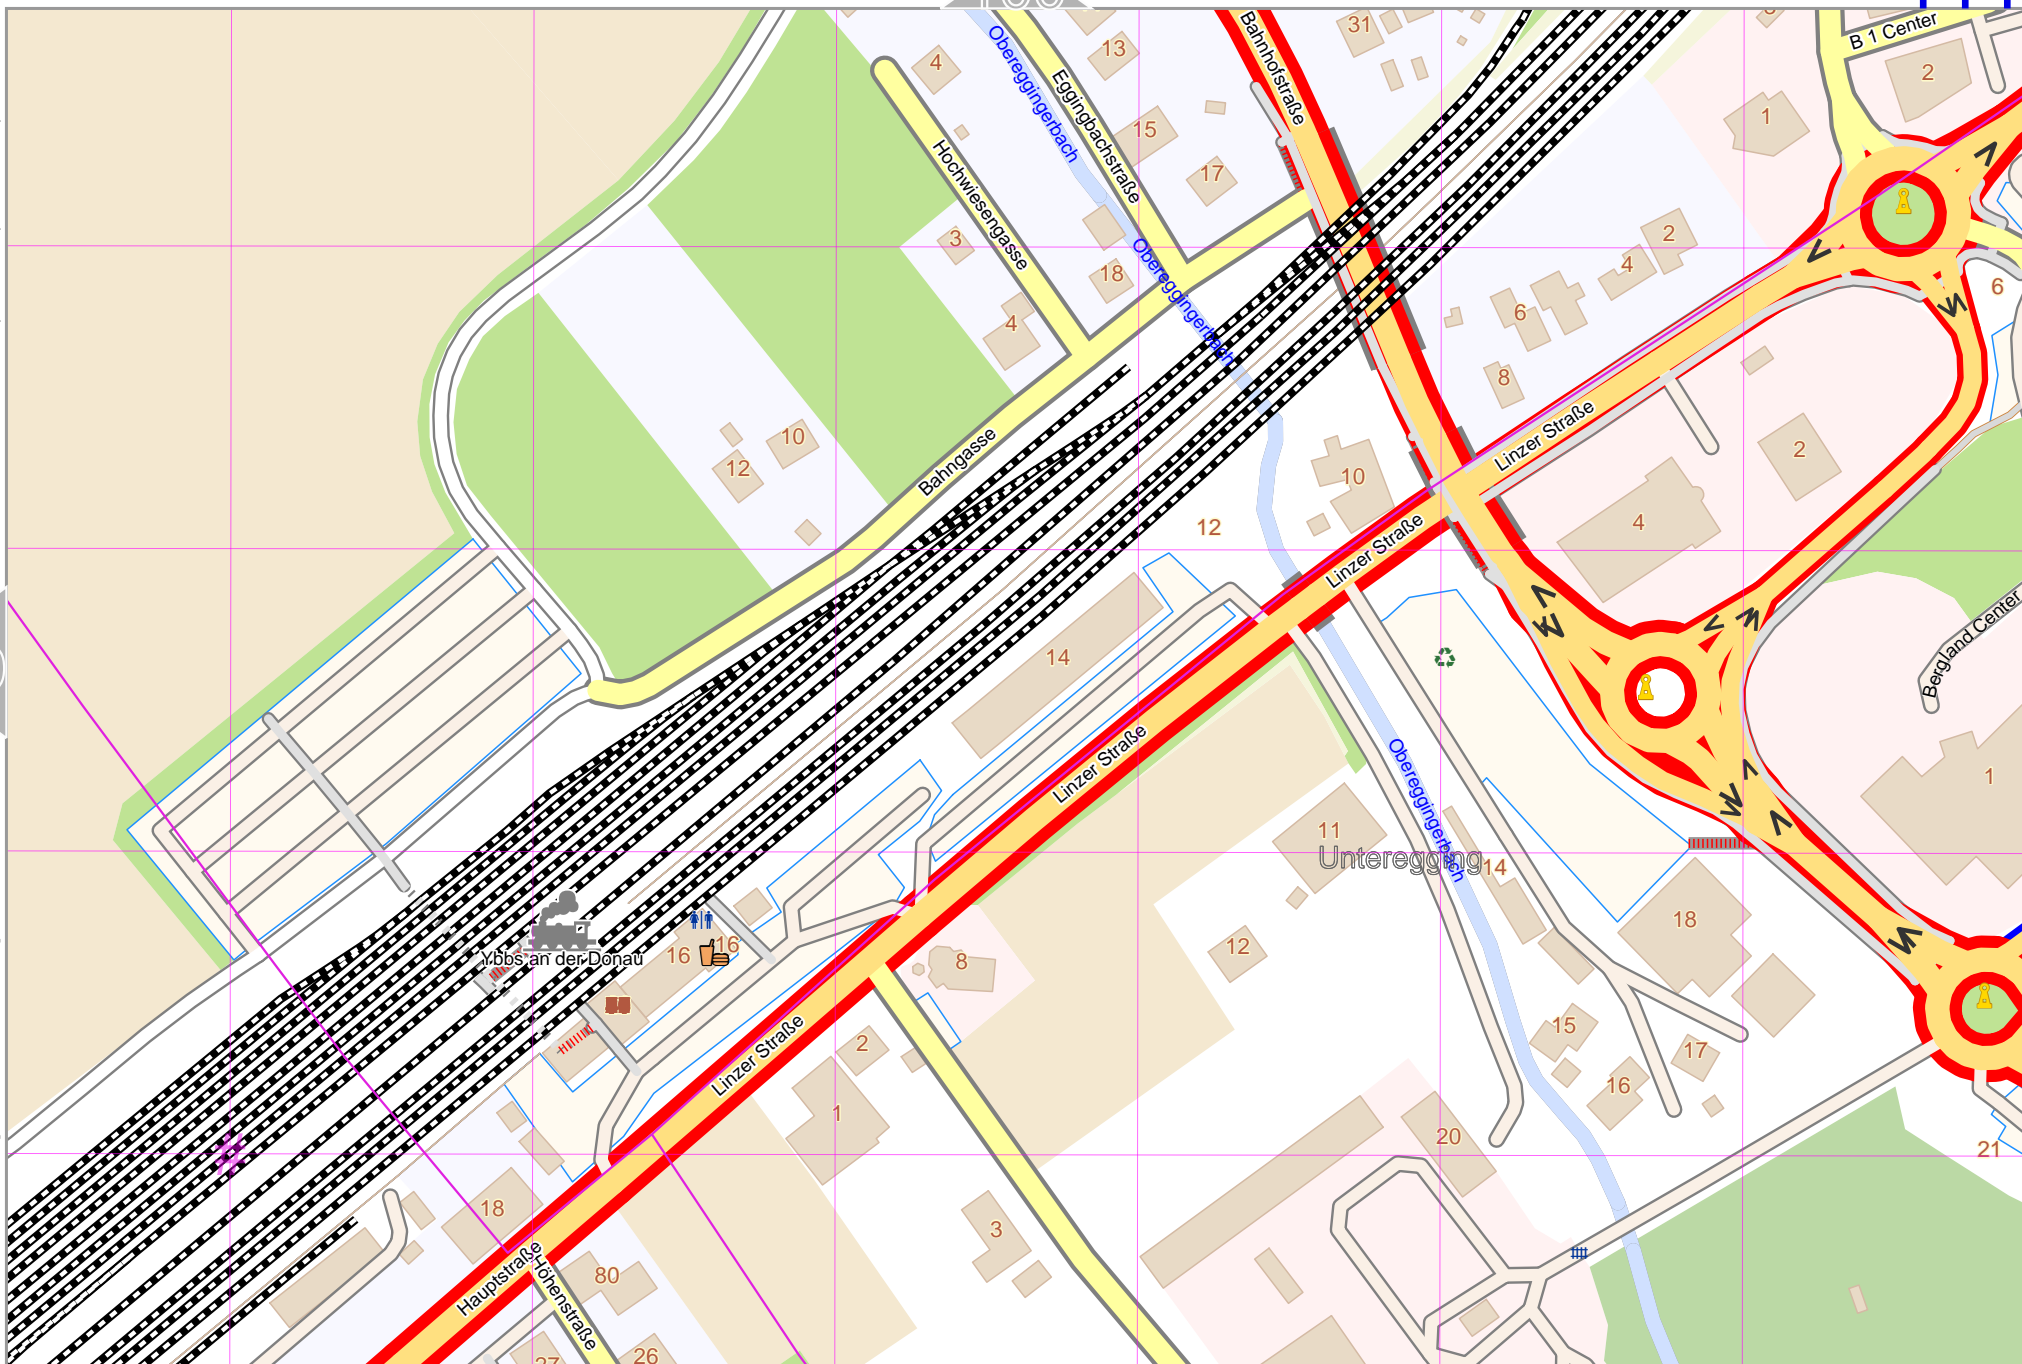 Obereggingerbach
Eggingbachstraße
Bahnhofstraße
31
13
4
15
17
B 1 Center
2
1
Hochwiesengasse
3
18
4
Obereggingerbach
2
4
6
8
6
Linzer Straße
10
12
Bahngasse
10
12
Linzer Straße
4
2
14
Linzer Straße
Bergland Center
Obereggingerbach
11
Unteregging
14
1
18
12
16
16
Ybbs an der Donau
8
2
Linzer Straße
1
15
17
16
20
21
18
3
Hauptstraße
Höhenstraße
80
26
27